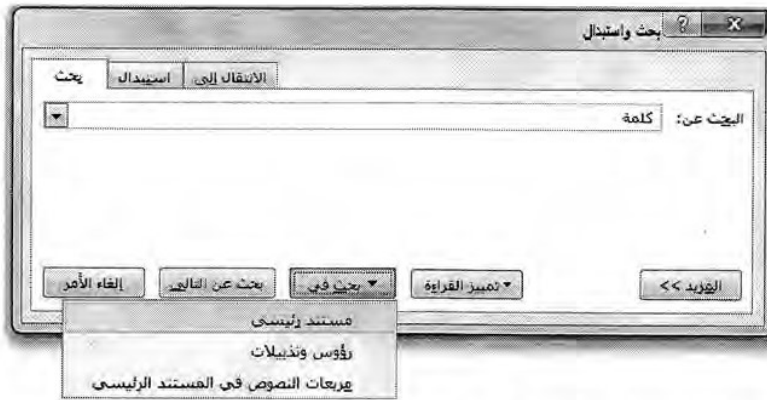 بحث واستبدال
بحث
استبدال
الانتقال إلى
البحث عن:
كلمة
المزيد >>
تمييز القراءة
بحث في
بحث عن التالي
إلغاء الأمر
مستند رئيسي
رؤوس وتذييلات
مربعات النصوص في المستند الرئيسي